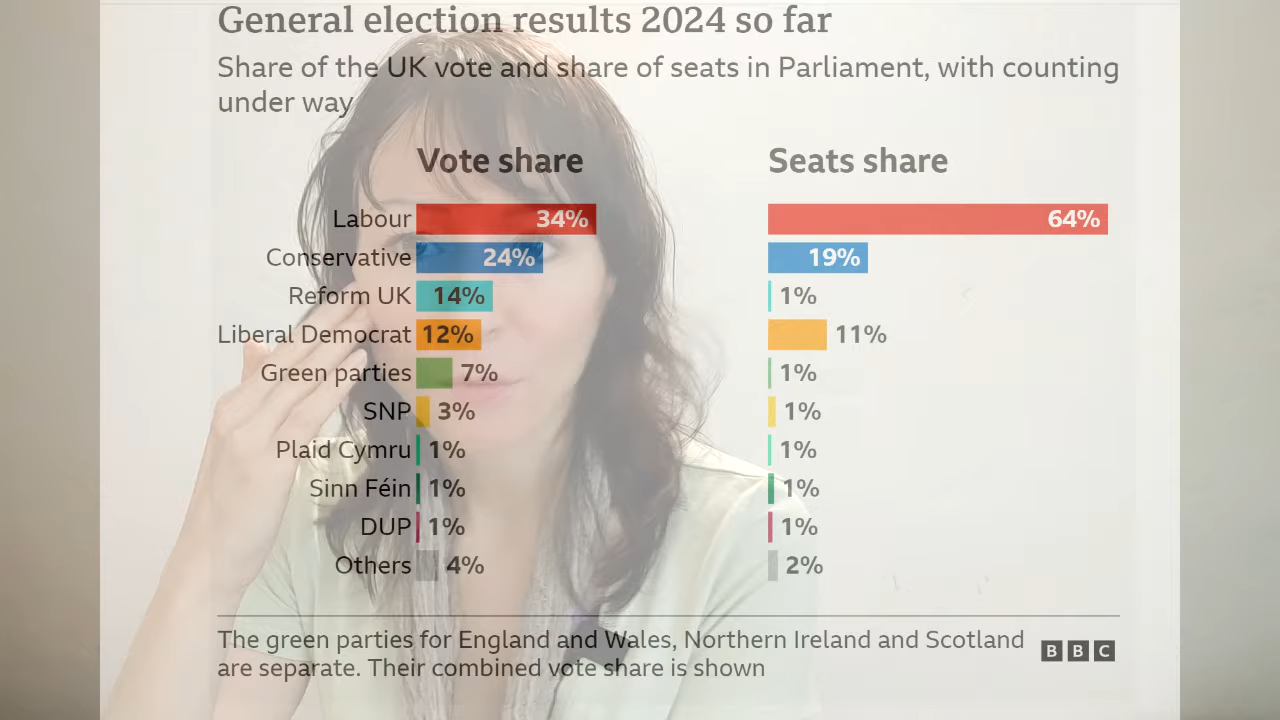 General election results 2024 so far
Share of the UK vote and share of seats in Parliament, with counting
under way
Vote share
Seats share
Labour 34% 64%
Conservative 24% 19%
Reform UK 14% 1%
Liberal Democrat 12% 11%
Green parties 7% 1%
SNP 3% 1%
Plaid Cymru 1% 1%
Sinn Féin 1% 1%
DUP 1% 1%
Others 4% 2%
The green parties for England and Wales, Northern Ireland and Scotland
are separate. Their combined vote share is shown
BBC